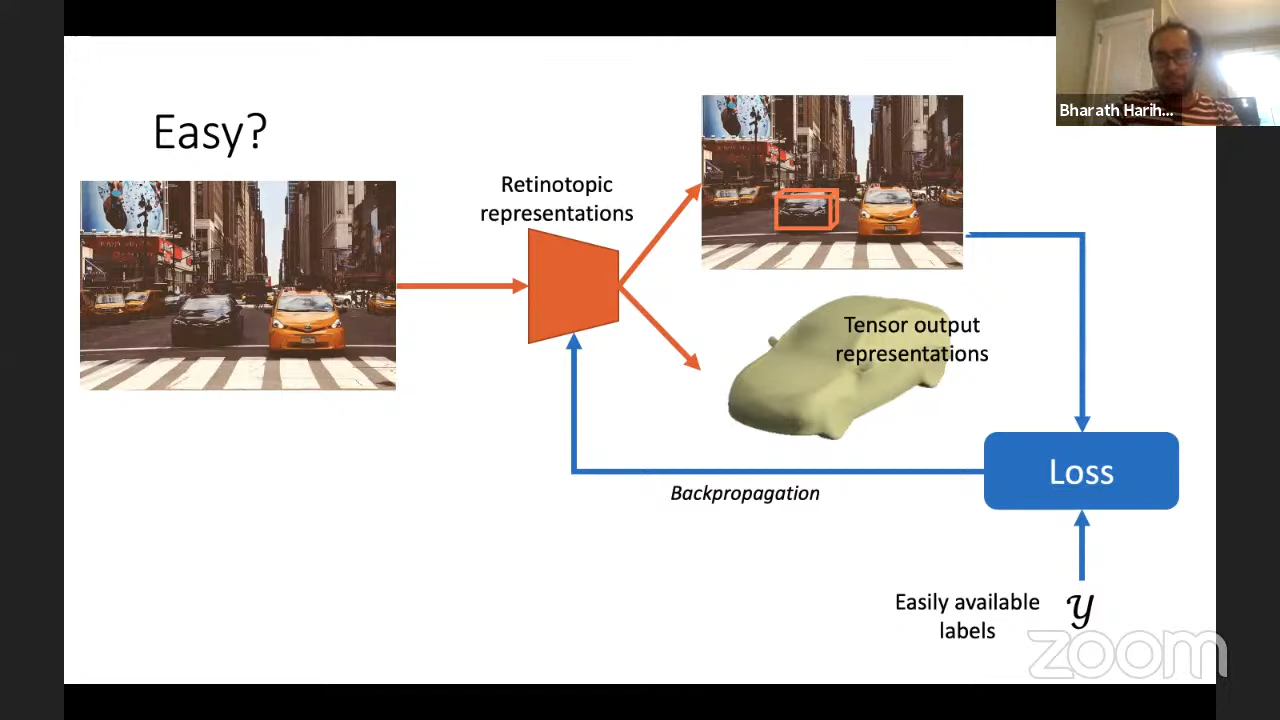 Easy?
Bharath Harih...
Retinotopic
representations
Tensor output
representations
Loss
Backpropagation
Easily available
labels
𝒴
zoom